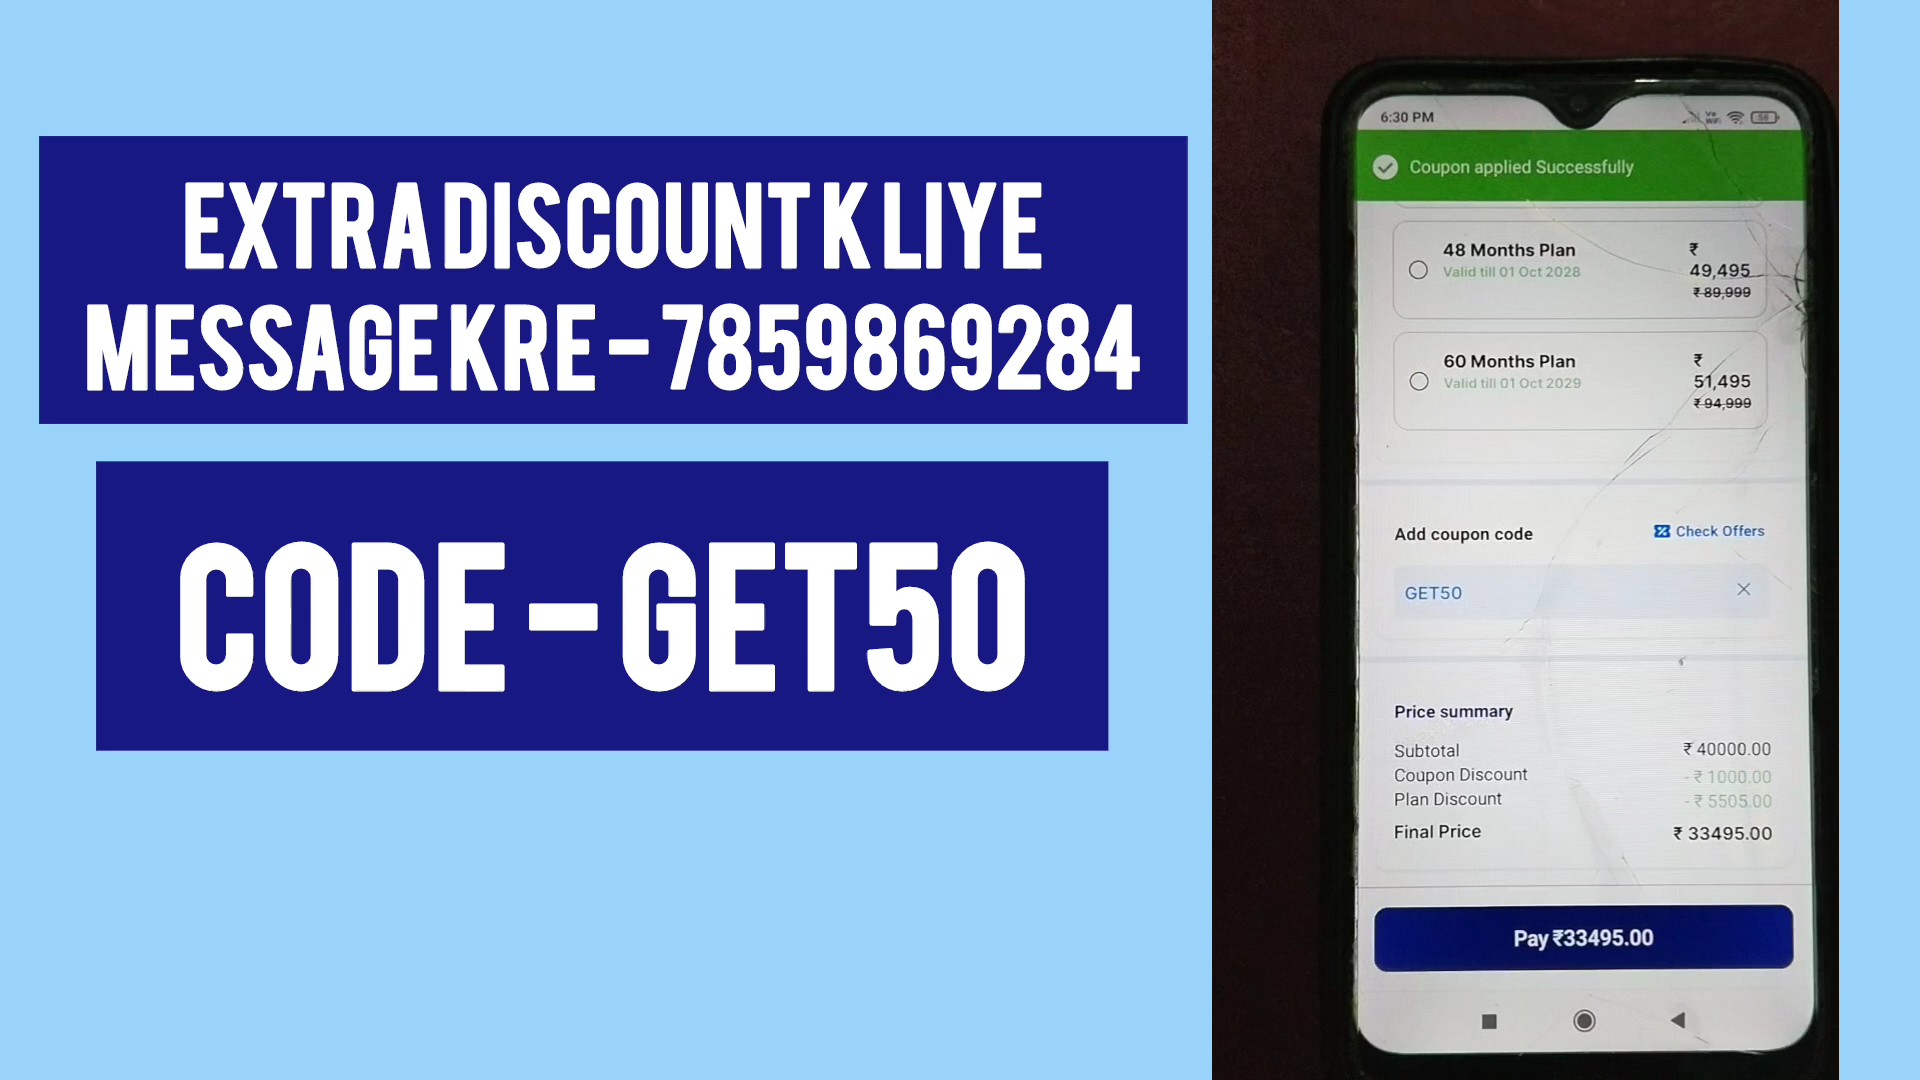 EXTRA DISCOUNT K LIYE
MESSAGE KRE - 7859869284
CODE - GET50
6:30 PM
Vo
WiFi
58
Coupon applied Successfully
48 Months Plan
₹
Valid till 01 Oct 2028
49,495
₹ 89,999
60 Months Plan
₹
Valid till 01 Oct 2029
51,495
₹ 94,999
Add coupon code
Check Offers
GET50
Price summary
Subtotal ₹ 40000.00
Coupon Discount - ₹ 1000.00
Plan Discount - ₹ 5505.00
Final Price ₹ 33495.00
Pay ₹33495.00